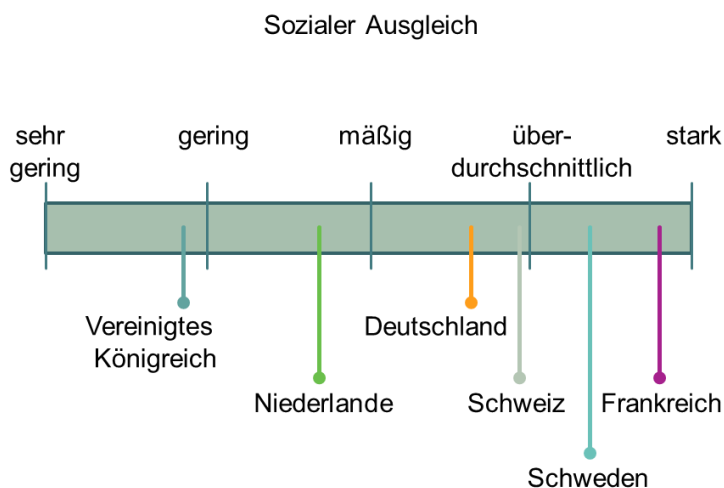 Sozialer Ausgleich
sehr
gering
gering
mäßig
über-
durchschnittlich
stark
Vereinigtes
Königreich
Deutschland
Niederlande
Schweiz
Frankreich
Schweden